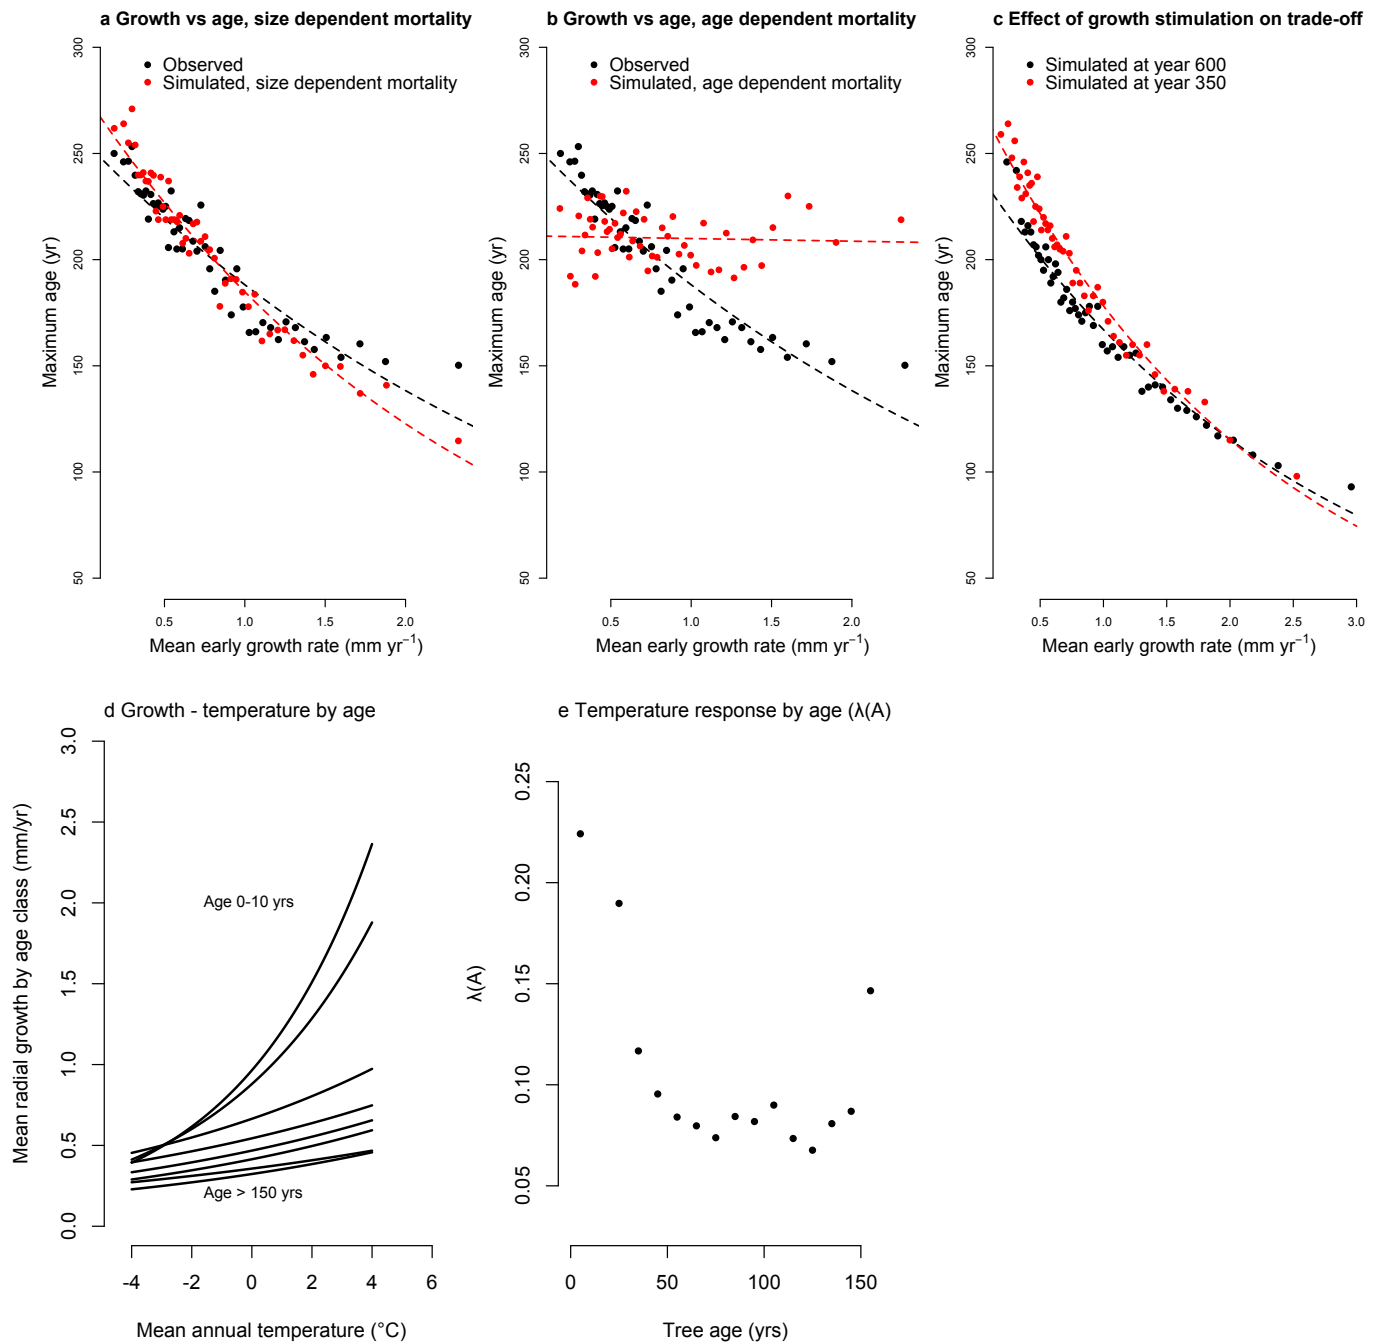 a Growth vs age, size dependent mortality
Observed
Simulated, size dependent mortality
300
250
200
150
100
50
Maximum age (yr)
0.5 1.0 1.5 2.0
Mean early growth rate (mm yr⁻¹)
b Growth vs age, age dependent mortality
Observed
Simulated, age dependent mortality
300
250
200
150
100
50
Maximum age (yr)
0.5 1.0 1.5 2.0
Mean early growth rate (mm yr⁻¹)
c Effect of growth stimulation on trade-off
Simulated at year 600
Simulated at year 350
300
250
200
150
100
50
Maximum age (yr)
0.5 1.0 1.5 2.0 2.5 3.0
Mean early growth rate (mm yr⁻¹)
d Growth - temperature by age
3.0
2.5
2.0
1.5
1.0
0.5
0.0
Mean radial growth by age class (mm/yr)
Age 0-10 yrs
Age > 150 yrs
-4 -2 0 2 4 6
Mean annual temperature (°C)
e Temperature response by age (λ(A)
0.25
0.20
0.15
0.10
0.05
λ(A)
0 50 100 150
Tree age (yrs)